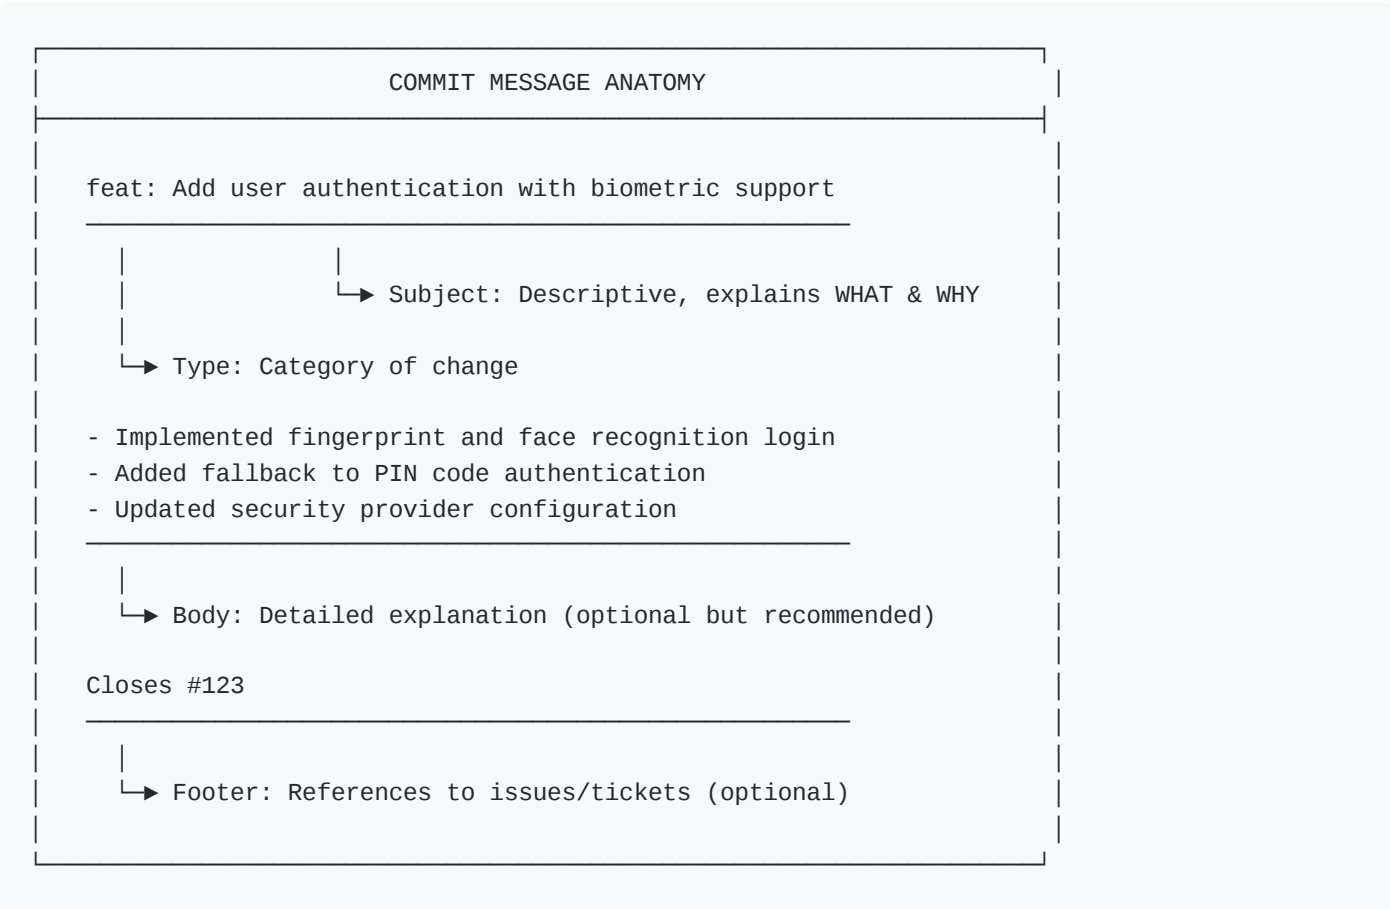 COMMIT MESSAGE ANATOMY
feat: Add user authentication with biometric support
Subject: Descriptive, explains WHAT & WHY
Type: Category of change
- Implemented fingerprint and face recognition login
- Added fallback to PIN code authentication
- Updated security provider configuration
Body: Detailed explanation (optional but recommended)
Closes #123
Footer: References to issues/tickets (optional)